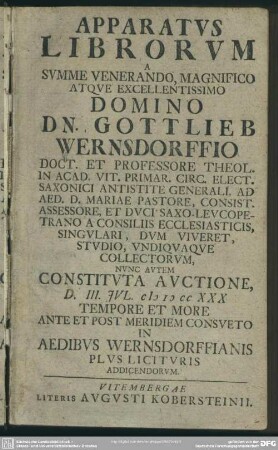 APPARATVS
LIBRORVM
A
SVMME VENERANDO, MAGNIFICO
ATQVE EXCELLENTISSIMO
DOMINO
DN. GOTTLIEB
WERNSDORFFIO
DOCT. ET PROFESSORE THEOL.
IN ACAD. VIT. PRIMAR. CIRC. ELECT.
SAXONICI ANTISTITE GENERALI, AD
AED. D. MARIAE PASTORE, CONSIST.
ASSESSORE, ET DVCI SAXO-LEVCOPE-
TRANO A CONSILIIS ECCLESIASTICIS,
SINGVLARI, DVM VIVERET,
STVDIO, VNDIQVAQVE
COLLECTORVM,
NVNC AVTEM
CONSTITVTA AVCTIONE,
D. III. JVL. cIɔ Iɔ cc XXX
TEMPORE ET MORE
ANTE ET POST MERIDIEM CONSVETO
IN
AEDIBVS WERNSDORFFIANIS
PLVS LICITVRIS
ADDICENDORVM.
VITEMBERGAE
LITERIS AVGVSTI KOBERSTEINII.